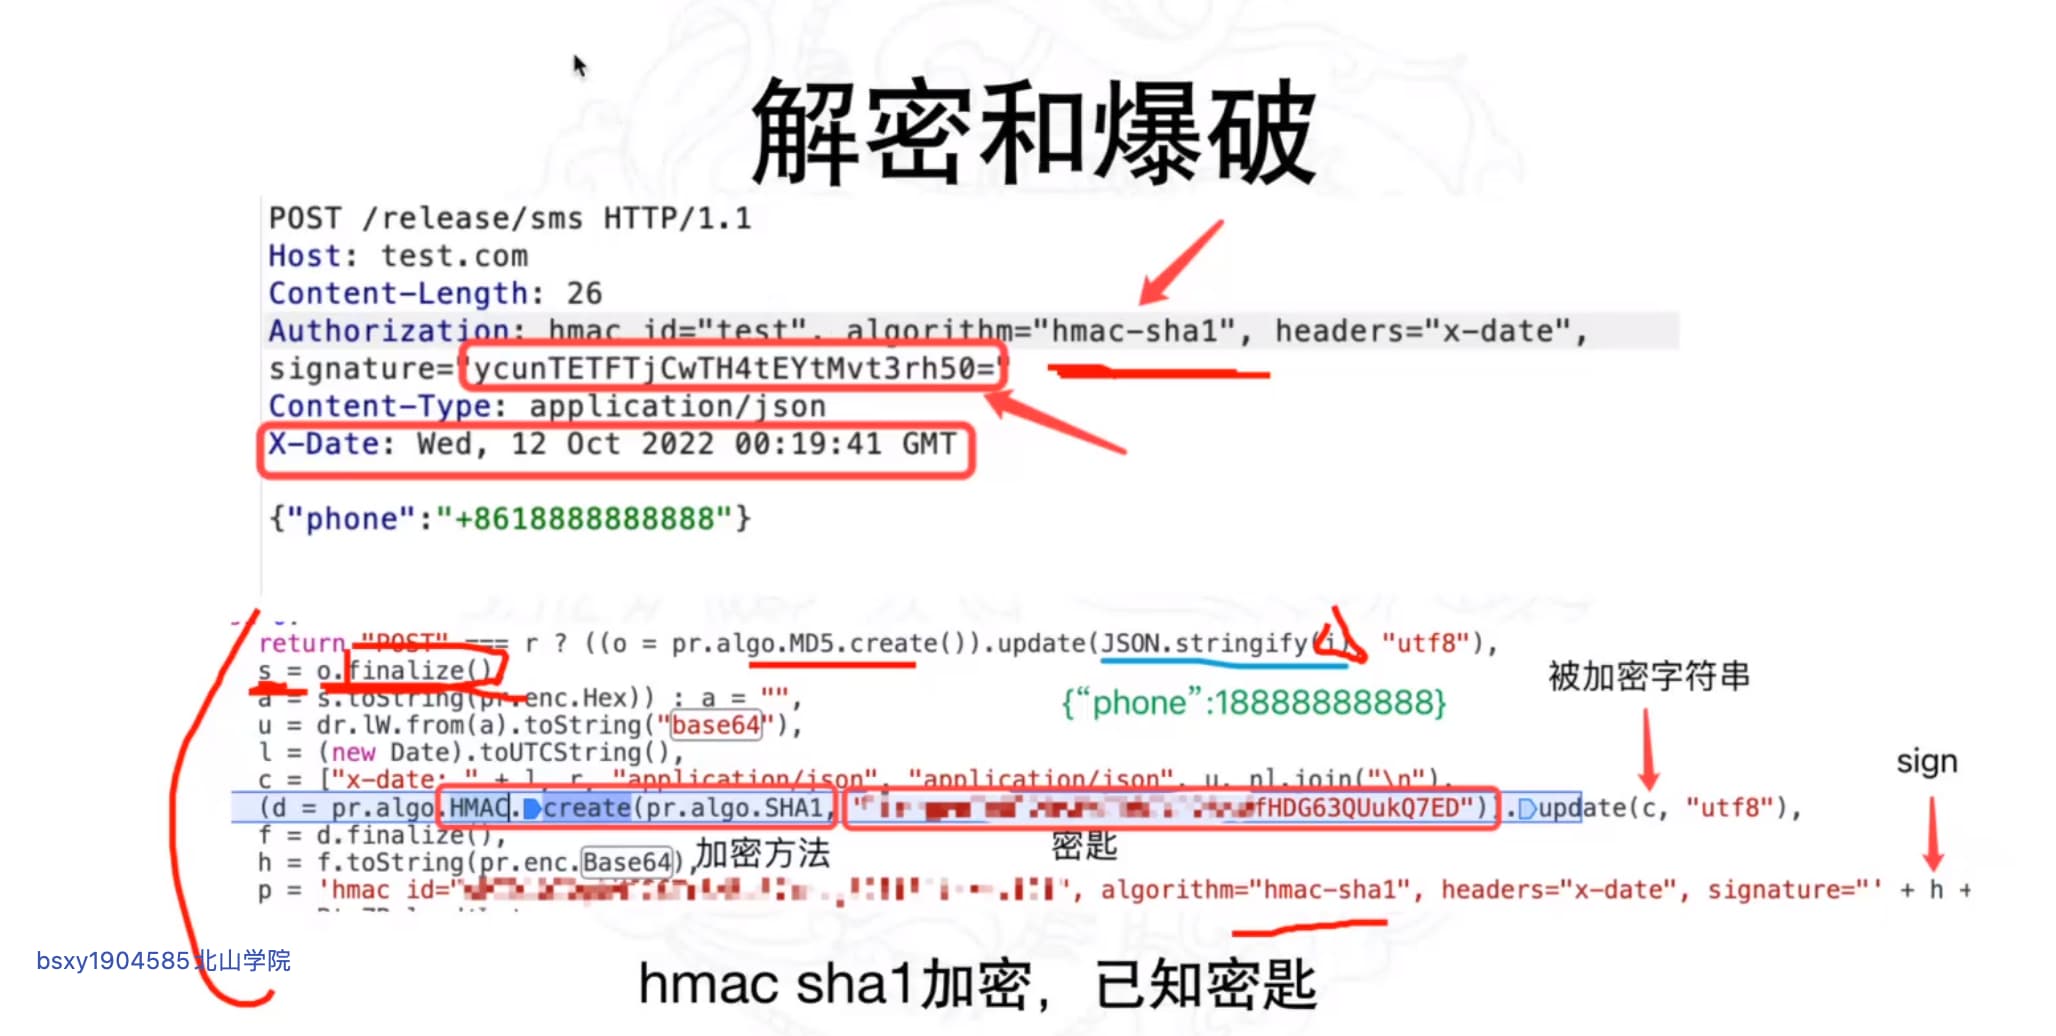 解密和爆破
POST /release/sms HTTP/1.1
Host: test.com
Content-Length: 26
Authorization: hmac id="test", algorithm="hmac-sha1", headers="x-date",
signature="ycunTETFTjCwTH4tEYtMvt3rh50="
Content-Type: application/json
X-Date: Wed, 12 Oct 2022 00:19:41 GMT
{"phone":"+8618888888888"}
return "POST" === r ? ((o = pr.algo.MD5.create()).update(JSON.stringify(i), "utf8"),
s = o.finalize(),
被加密字符串
a = s.toString(pr.enc.Hex)) : a = "",
{“phone”:18888888888}
u = dr.lW.from(a).toString("base64"),
l = (new Date).toUTCString(),
sign
c = ["x-date: " + l, r, "application/json", "application/json", u, nl.join("\n"),
(d = pr.algo.HMAC.create(pr.algo.SHA1, "fHDG63QUukQ7ED")).update(c, "utf8"),
f = d.finalize(),
h = f.toString(pr.enc.Base64),
加密方法
密匙
p = 'hmac id="", algorithm="hmac-sha1", headers="x-date", signature="' + h +
bsxy1904585北山学院
hmac sha1加密，已知密匙